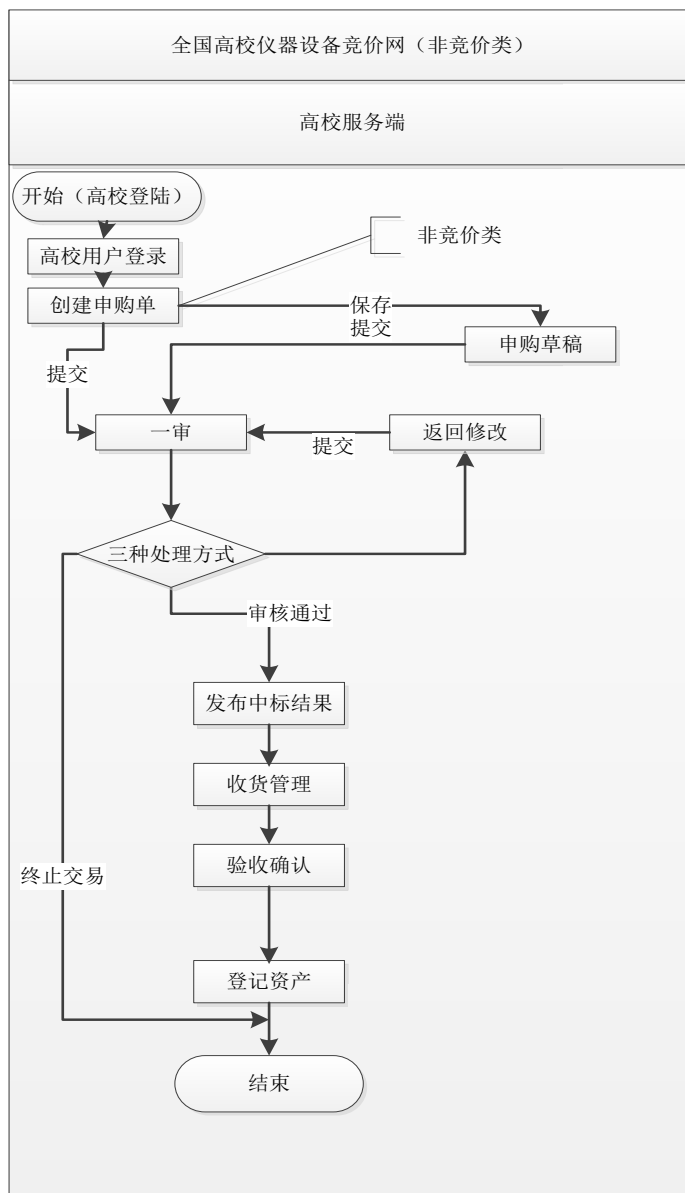 全国高校仪器设备竞价网（非竞价类）
高校服务端
开始（高校登陆）
高校用户登录
非竞价类
创建申购单
保存
提交
申购草稿
提交
一审
提交
返回修改
三种处理方式
审核通过
发布中标结果
收货管理
验收确认
终止交易
登记资产
结束